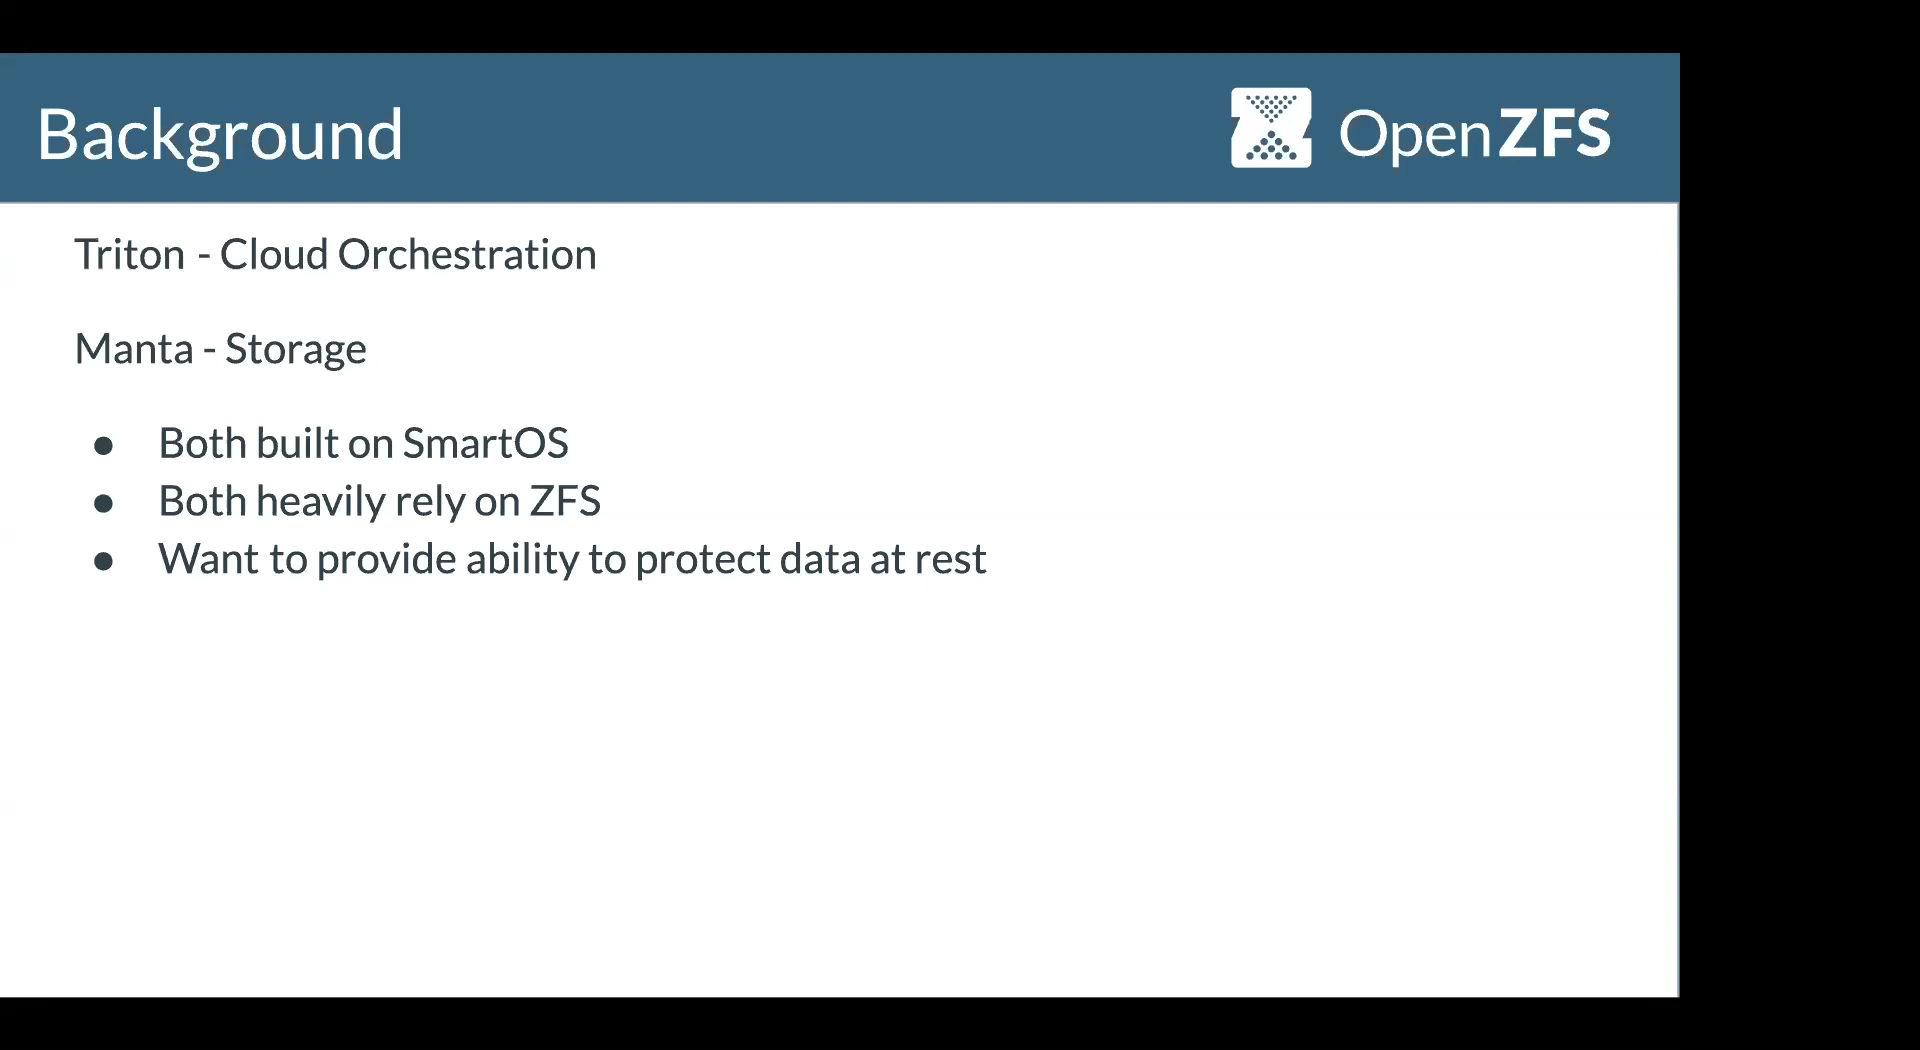 Background
OpenZFS
Triton - Cloud Orchestration
Manta - Storage
● Both built on SmartOS
● Both heavily rely on ZFS
● Want to provide ability to protect data at rest